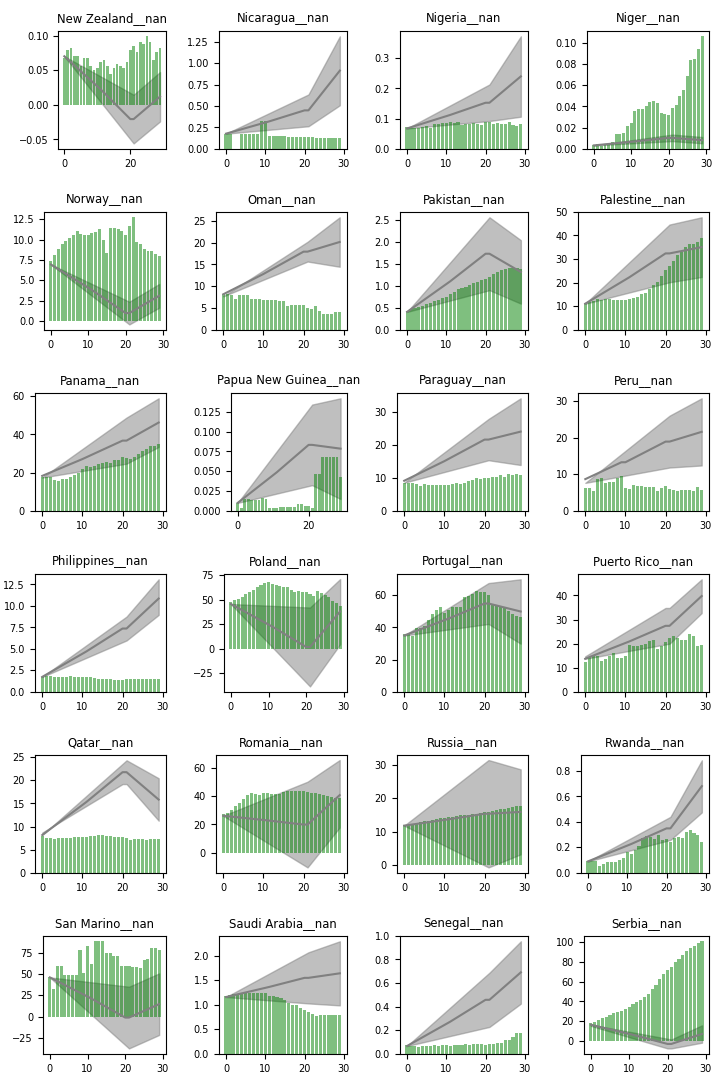 New Zealand__nan Nicaragua__nan Nigeria__nan Niger__nan
0.10 0.05 0.00 −0.05 0 20
1.25 1.00 0.75 0.50 0.25 0.00 0 10 20 30
0.3 0.2 0.1 0.0 0 10 20 30
0.10 0.08 0.06 0.04 0.02 0.00 0 10 20 30
Norway__nan Oman__nan Pakistan__nan Palestine__nan
12.5 10.0 7.5 5.0 2.5 0.0 0 10 20 30
25 20 15 10 5 0 0 10 20 30
2.5 2.0 1.5 1.0 0.5 0.0 0 10 20 30
50 40 30 20 10 0 0 10 20 30
Panama__nan Papua New Guinea__nan Paraguay__nan Peru__nan
60 40 20 0 0 10 20 30
0.125 0.100 0.075 0.050 0.025 0.000 0 20
30 20 10 0 0 10 20 30
30 20 10 0 0 10 20 30
Philippines__nan Poland__nan Portugal__nan Puerto Rico__nan
12.5 10.0 7.5 5.0 2.5 0.0 0 10 20 30
75 50 25 0 −25 0 10 20 30
60 40 20 0 0 10 20 30
40 30 20 10 0 0 10 20 30
Qatar__nan Romania__nan Russia__nan Rwanda__nan
25 20 15 10 5 0 0 10 20 30
60 40 20 0 0 10 20 30
30 20 10 0 0 10 20 30
0.8 0.6 0.4 0.2 0.0 0 10 20 30
San Marino__nan Saudi Arabia__nan Senegal__nan Serbia__nan
75 50 25 0 −25 0 10 20 30
2.0 1.5 1.0 0.5 0.0 0 10 20 30
1.0 0.8 0.6 0.4 0.2 0.0 0 10 20 30
100 80 60 40 20 0 0 10 20 30